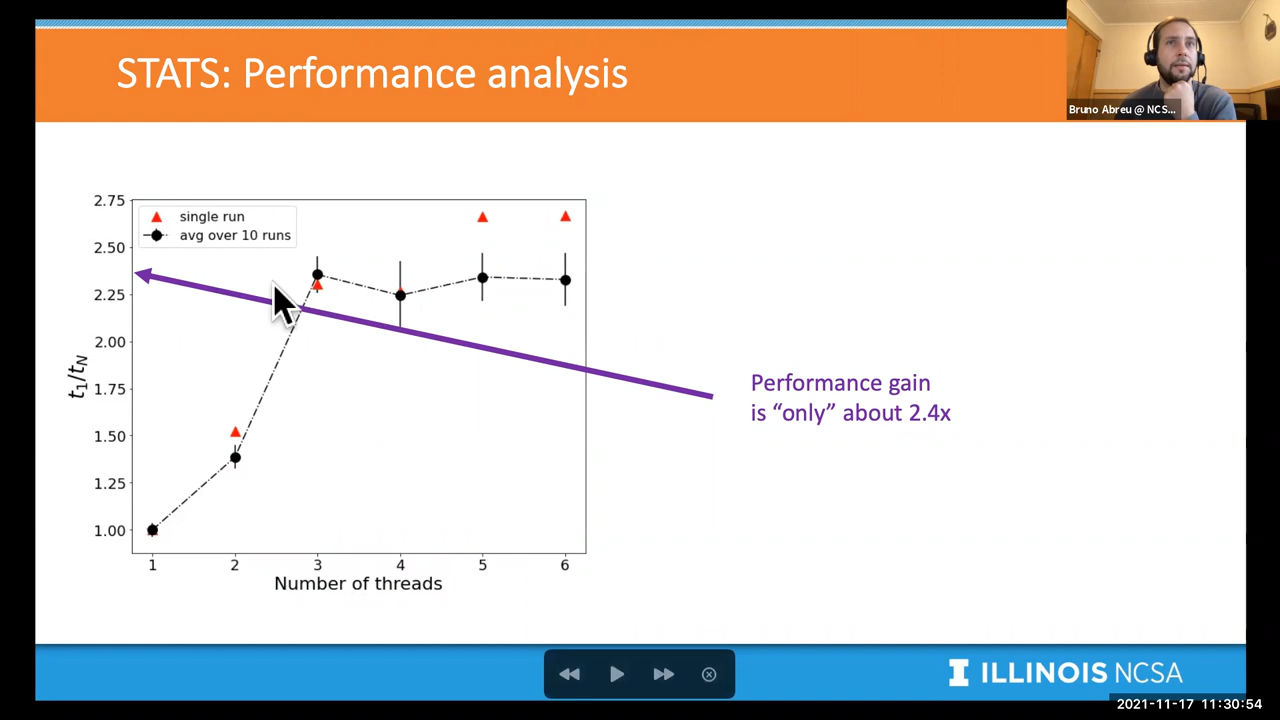 STATS: Performance analysis
Bruno Abreu @ NCS...
2.75
2.50
2.25
2.00
1.75
1.50
1.25
1.00
t₁/t_N
single run
avg over 10 runs
1 2 3 4 5 6
Number of threads
Performance gain
is “only” about 2.4x
I ILLINOIS NCSA
2021-11-17 11:30:54